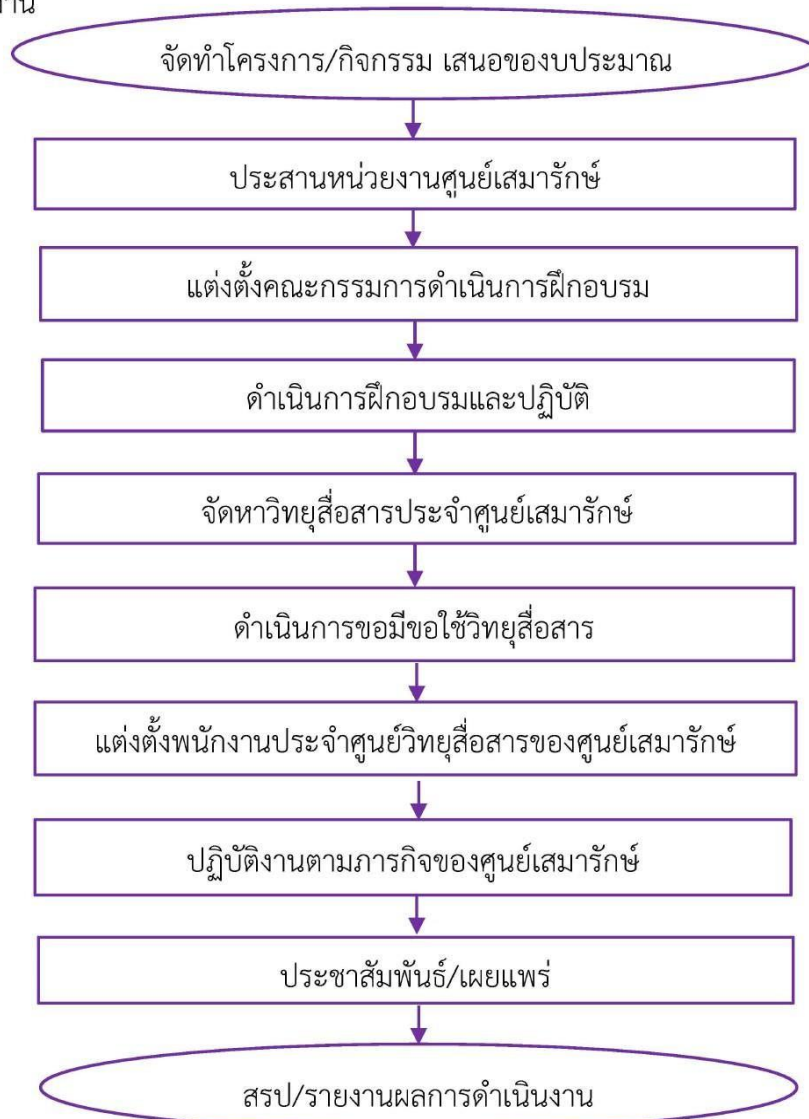 จัดทำโครงการ/กิจกรรม เสนอของบประมาณ
ประสานหน่วยงานศูนย์เสมารักษ์
แต่งตั้งคณะกรรมการดำเนินการฝึกอบรม
ดำเนินการฝึกอบรมและปฏิบัติ
จัดหาวิทยุสื่อสารประจำศูนย์เสมารักษ์
ดำเนินการขอมีขอใช้วิทยุสื่อสาร
แต่งตั้งพนักงานประจำศูนย์วิทยุสื่อสารของศูนย์เสมารักษ์
ปฏิบัติงานตามภารกิจของศูนย์เสมารักษ์
ประชาสัมพันธ์/เผยแพร่
สรุป/รายงานผลการดำเนินงาน